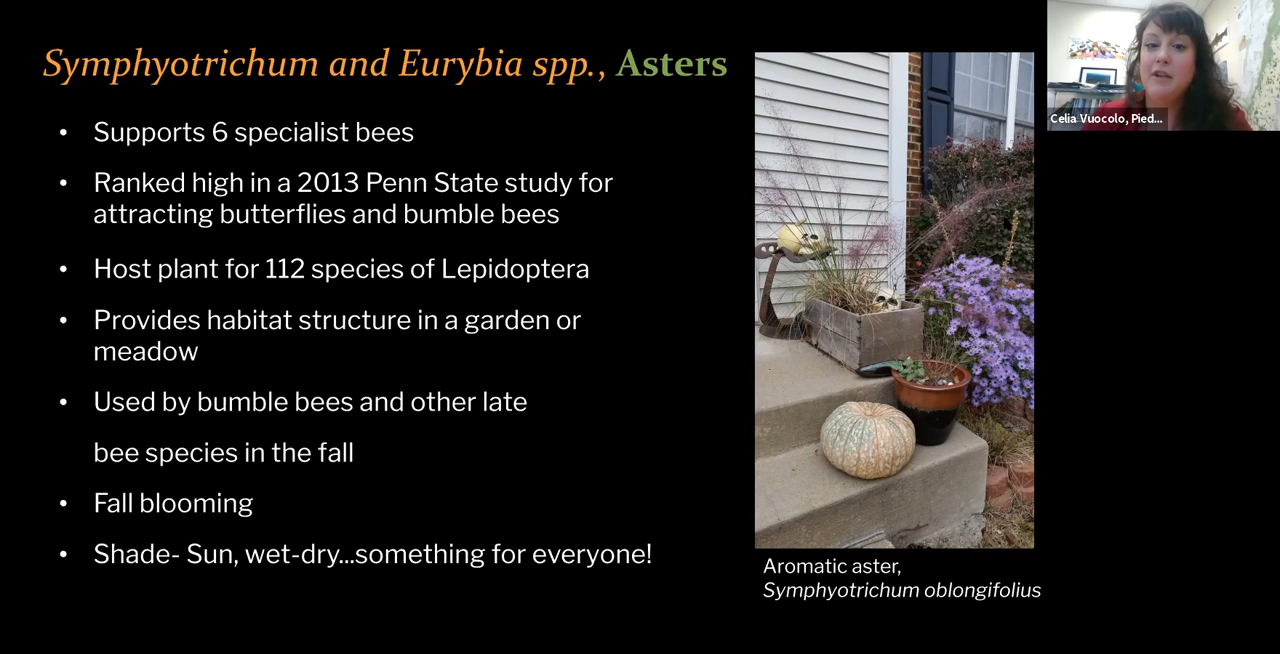 Symphyotrichum and Eurybia spp., Asters
• Supports 6 specialist bees
• Ranked high in a 2013 Penn State study for
attracting butterflies and bumble bees
• Host plant for 112 species of Lepidoptera
• Provides habitat structure in a garden or
meadow
• Used by bumble bees and other late
bee species in the fall
• Fall blooming
• Shade- Sun, wet-dry...something for everyone!
Aromatic aster,
Symphyotrichum oblongifolius
Celia Vuocolo, Pied...